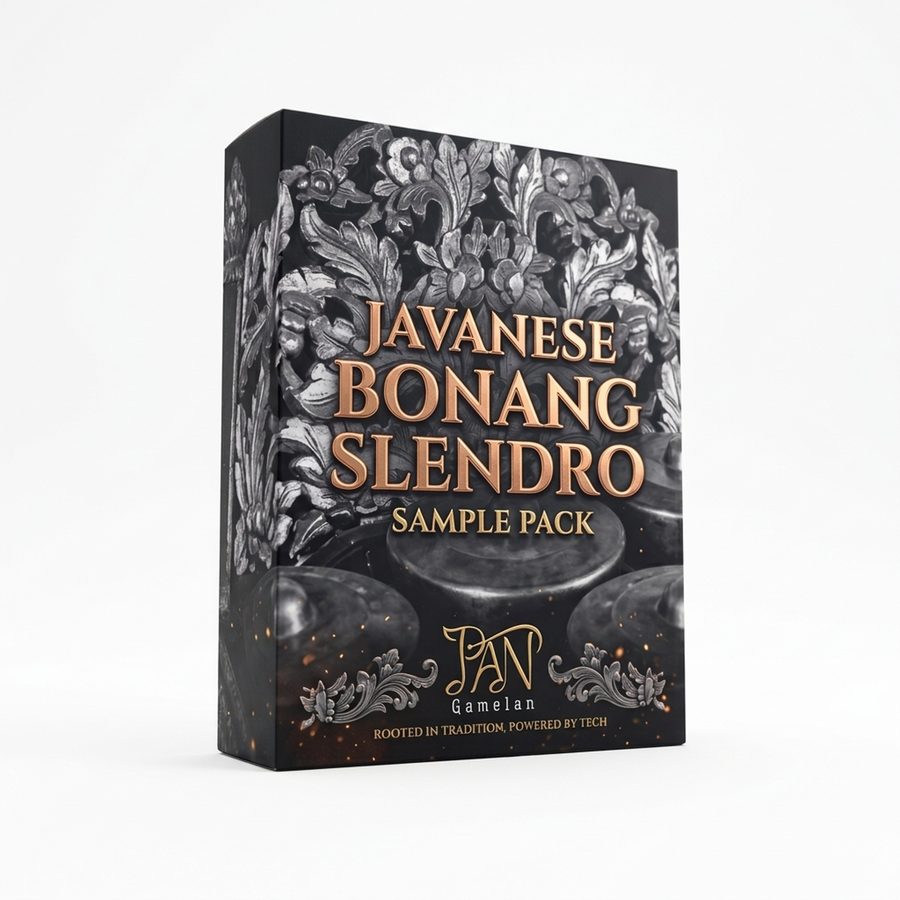 JAVANESE
BONANG
SLENDRO
SAMPLE PACK
PAN
Gamelan
ROOTED IN TRADITION, POWERED BY TECH